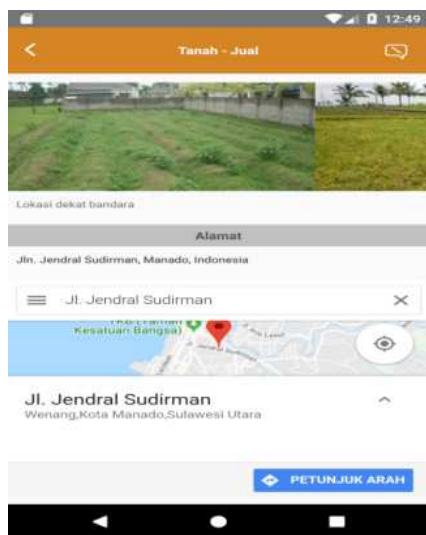 12:49
Tanah - Jual
Lokasi dekat bandara
Alamat
Jln. Jendral Sudirman, Manado, Indonesia
Jl. Jendral Sudirman
Kesatuan Bangsa)
Jl. Jendral Sudirman
Wenang,Kota Manado,Sulawesi Utara
PETUNJUK ARAH